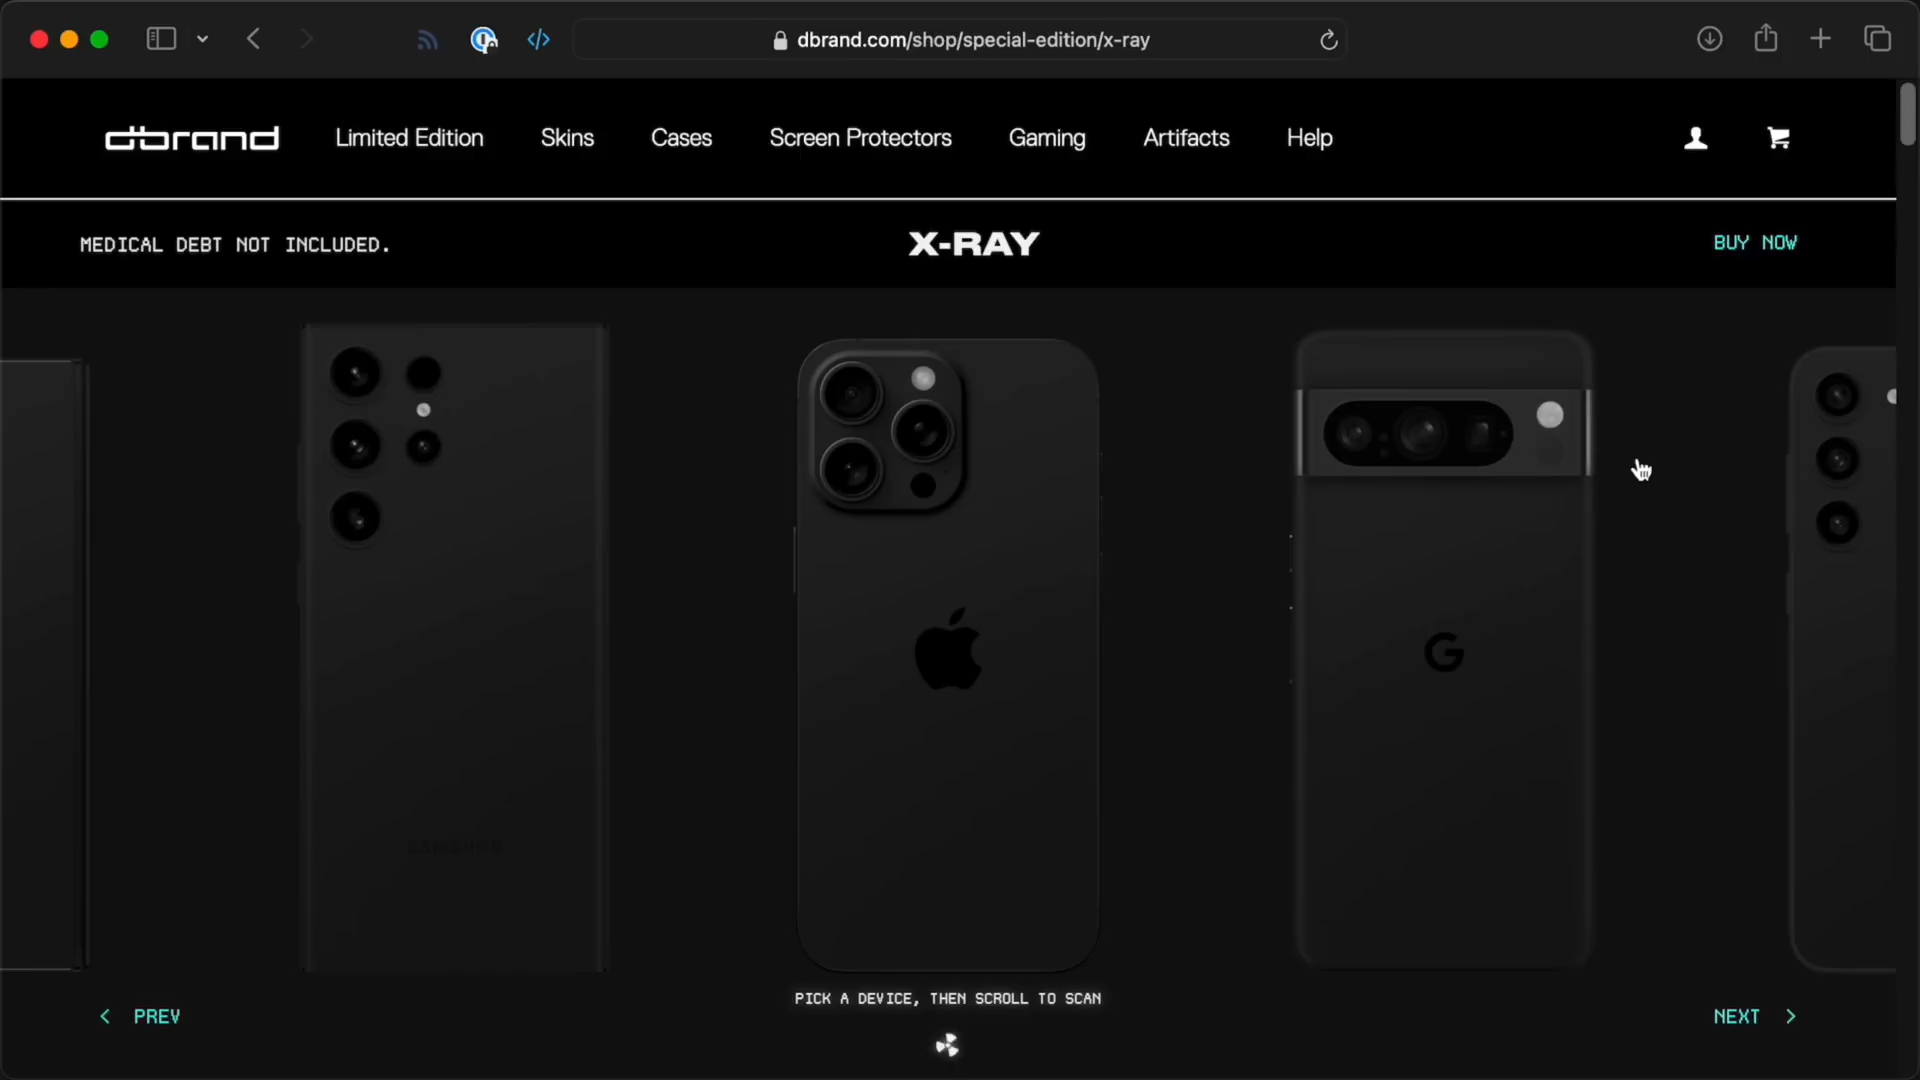 dbrand.com/shop/special-edition/x-ray
dbrand
Limited Edition
Skins
Cases
Screen Protectors
Gaming
Artifacts
Help
MEDICAL DEBT NOT INCLUDED.
X-RAY
BUY NOW
G
SAMSUNG
PICK A DEVICE, THEN SCROLL TO SCAN
PREV
NEXT